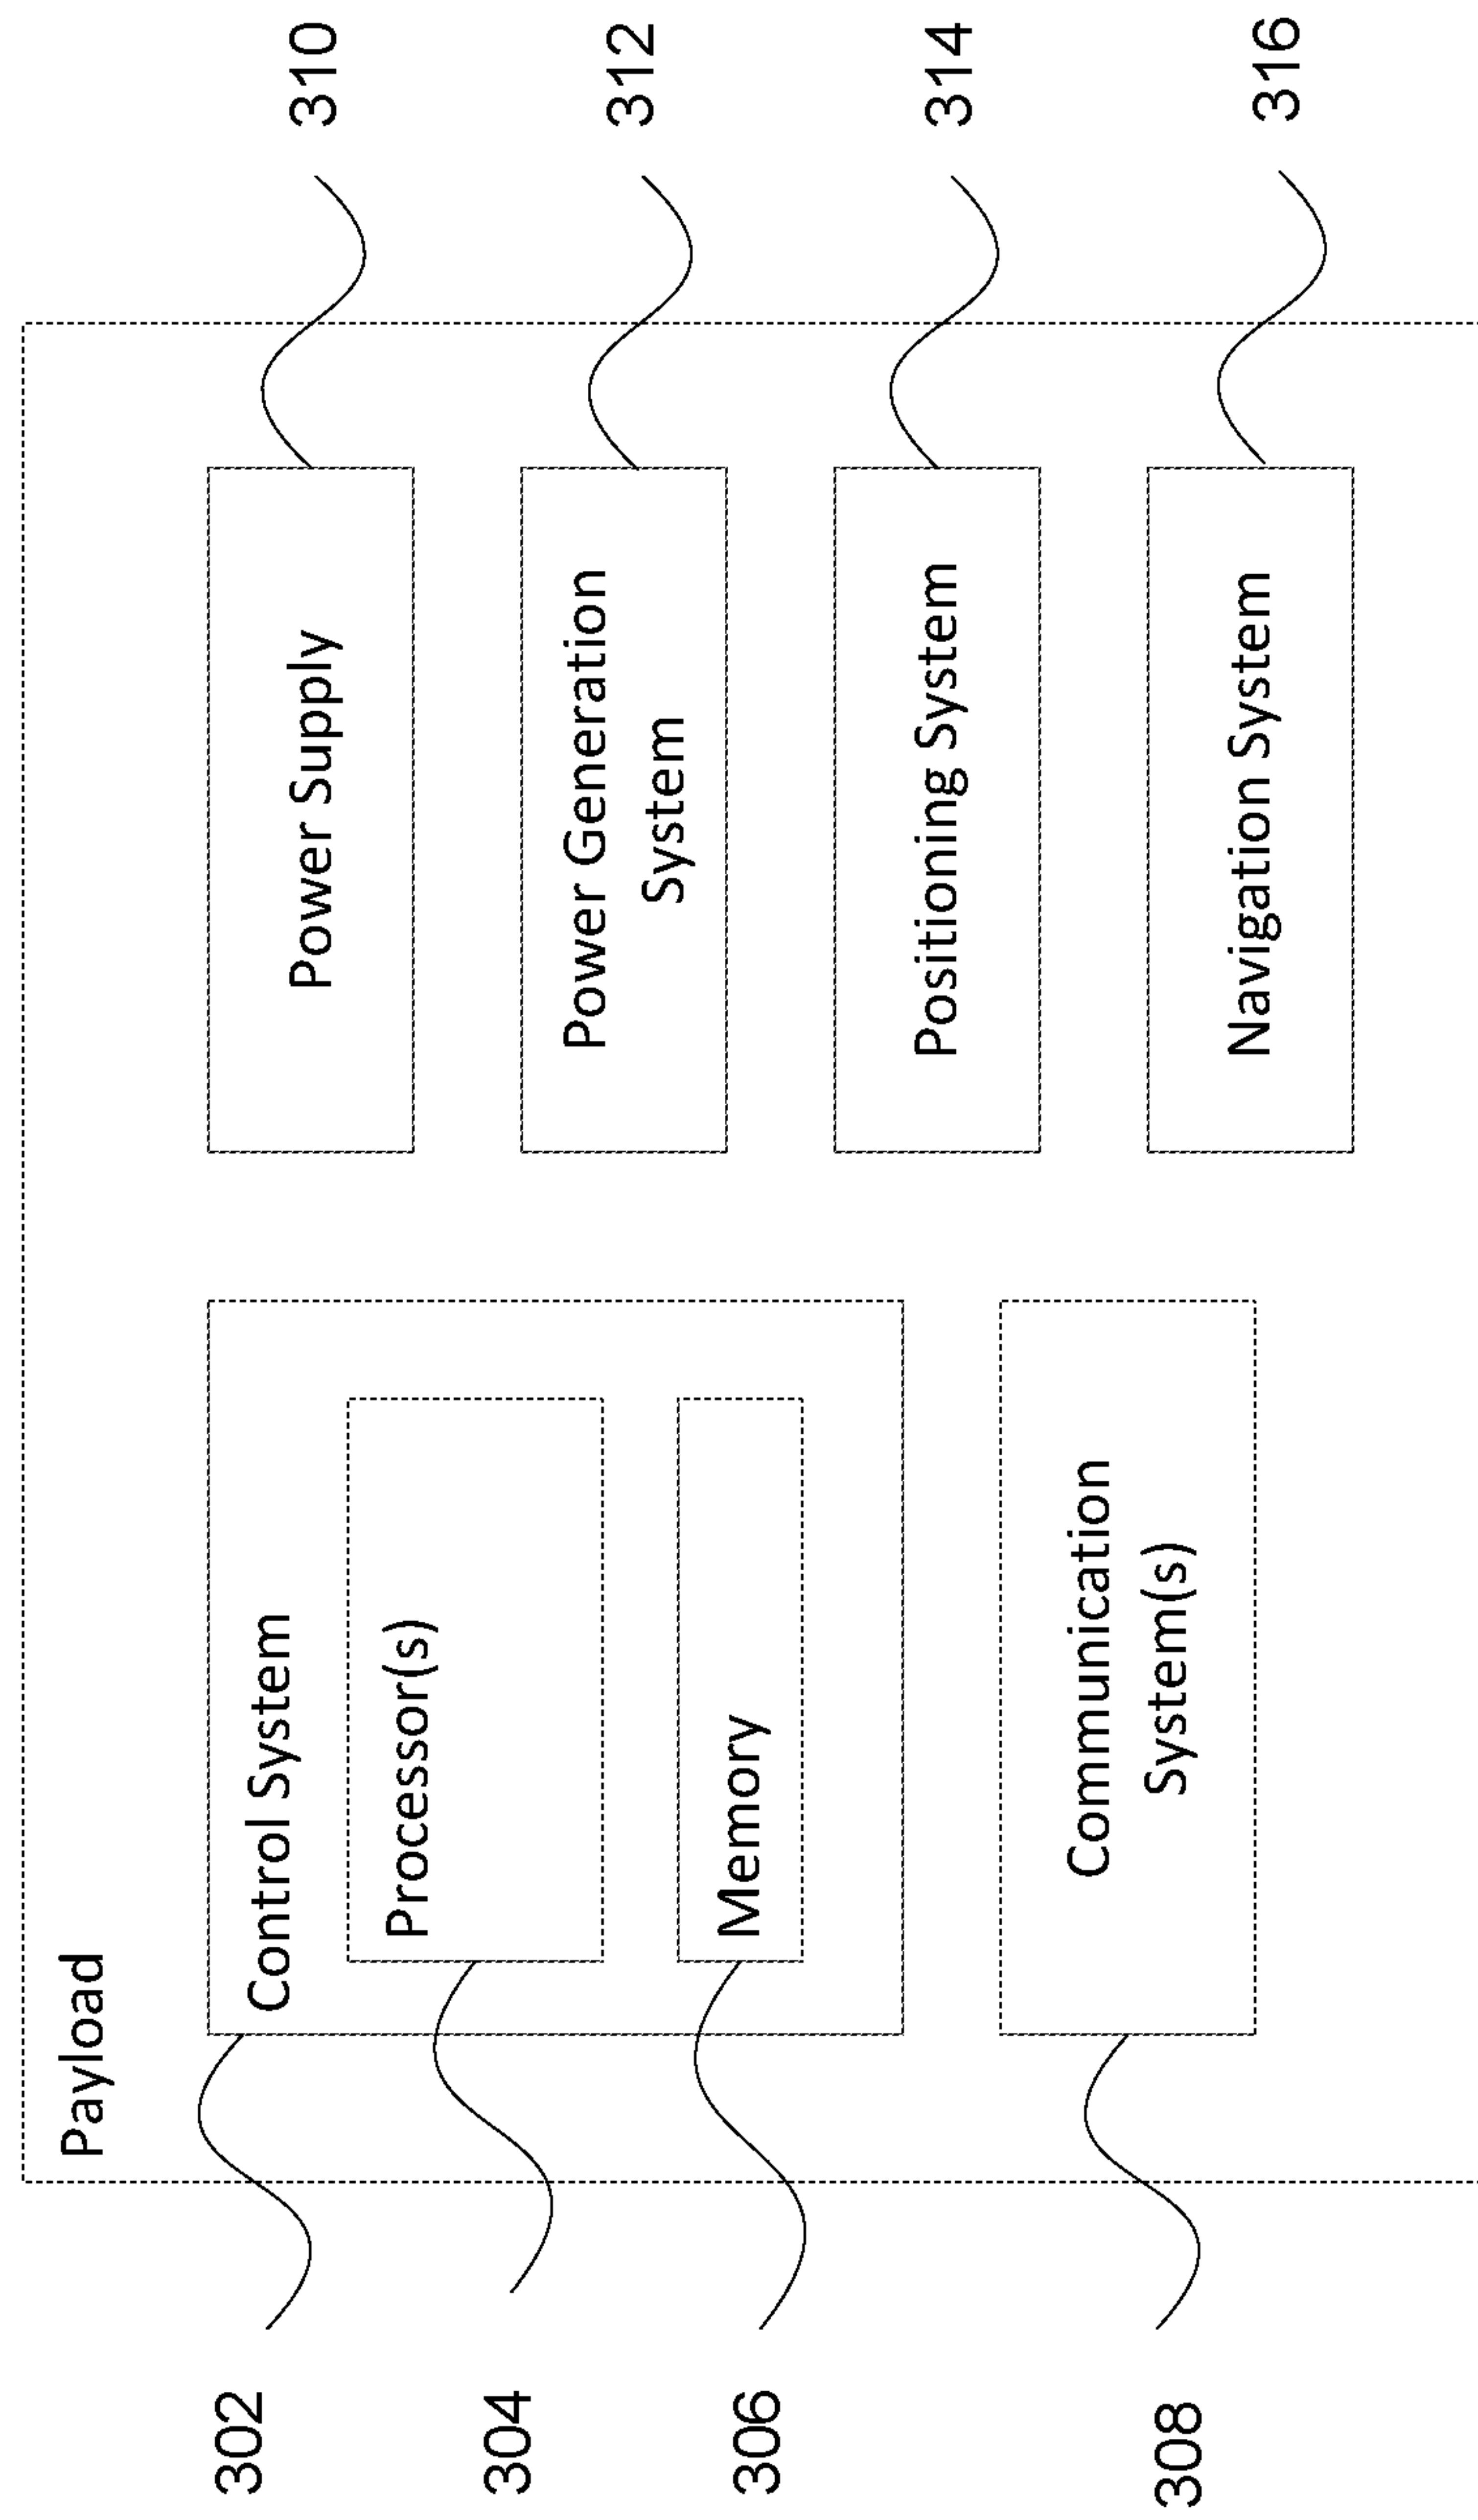 Payload
302
Control System
304
Processor(s)
306
Memory
308
Communication
System(s)
Power Supply
310
Power Generation
System
312
Positioning System
314
Navigation System
316